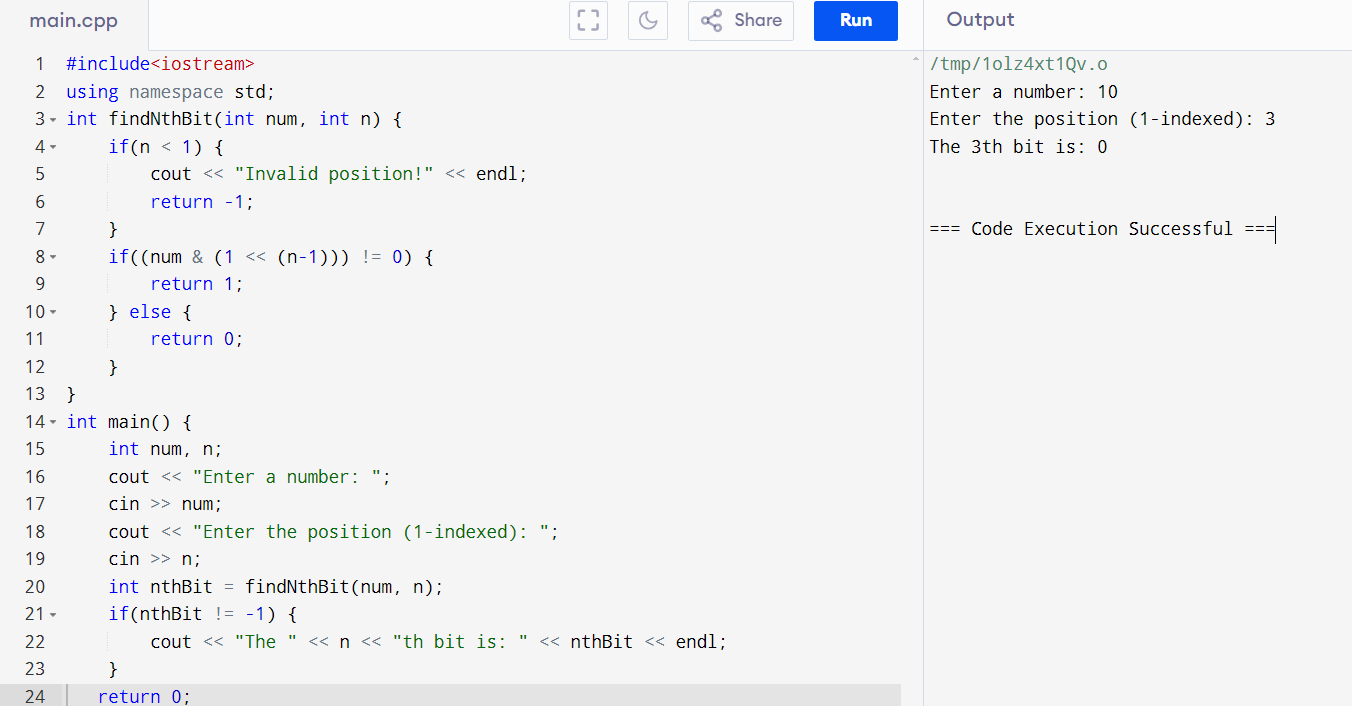 main.cpp
Share
Run
Output
1 #include<iostream>
2 using namespace std;
3 int findNthBit(int num, int n) {
4     if(n < 1) {
5         cout << "Invalid position!" << endl;
6         return -1;
7     }
8     if((num & (1 << (n-1))) != 0) {
9         return 1;
10     } else {
11         return 0;
12     }
13 }
14 int main() {
15     int num, n;
16     cout << "Enter a number: ";
17     cin >> num;
18     cout << "Enter the position (1-indexed): ";
19     cin >> n;
20     int nthBit = findNthBit(num, n);
21     if(nthBit != -1) {
22         cout << "The " << n << "th bit is: " << nthBit << endl;
23     }
24    return 0;
/tmp/1olz4xt1Qv.o
Enter a number: 10
Enter the position (1-indexed): 3
The 3th bit is: 0
=== Code Execution Successful ===